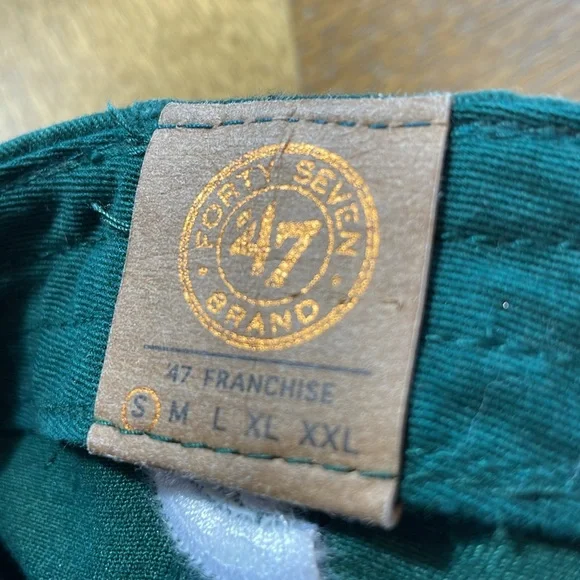 FORTY SEVEN
'47
BRAND
'47 FRANCHISE
S M L XL XXL